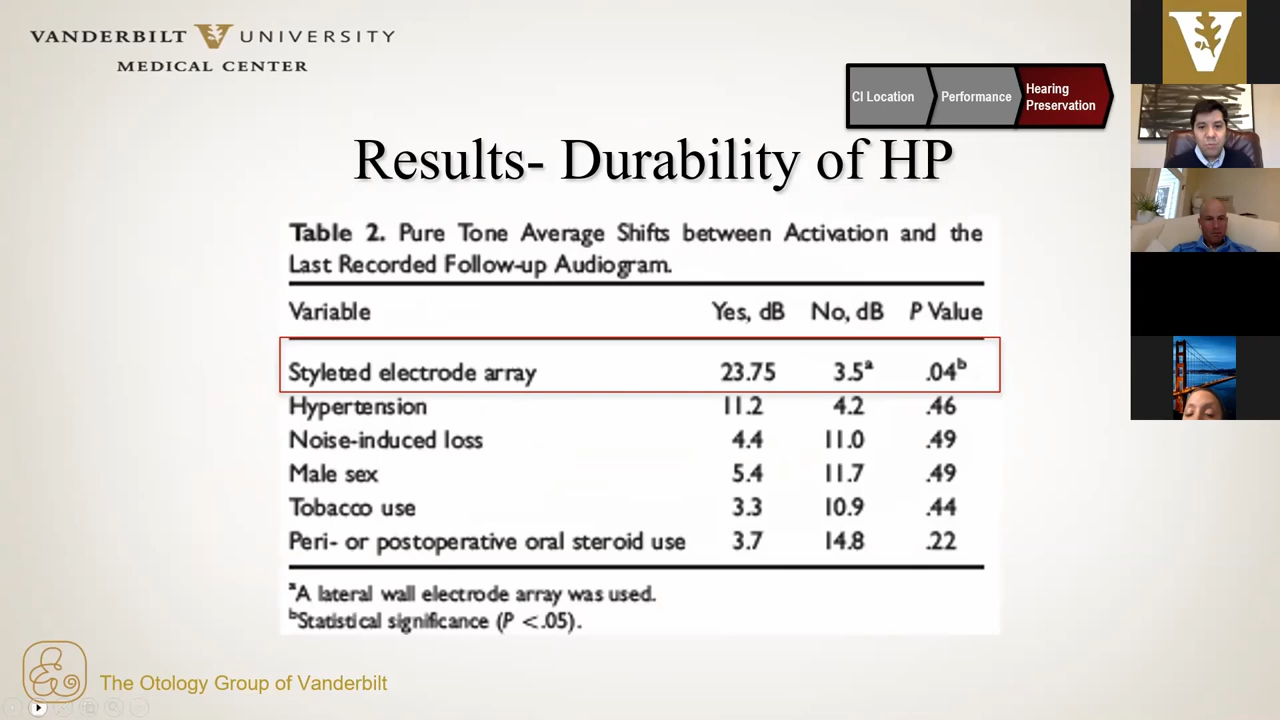 VANDERBILT UNIVERSITY
MEDICAL CENTER
CI Location
Performance
Hearing
Preservation
Results- Durability of HP
Table 2. Pure Tone Average Shifts between Activation and the
Last Recorded Follow-up Audiogram.
Variable Yes, dB No, dB P Value
Styleted electrode array 23.75 3.5a .04b
Hypertension 11.2 4.2 .46
Noise-induced loss 4.4 11.0 .49
Male sex 5.4 11.7 .49
Tobacco use 3.3 10.9 .44
Peri- or postoperative oral steroid use 3.7 14.8 .22
aA lateral wall electrode array was used.
bStatistical significance (P <.05).
The Otology Group of Vanderbilt